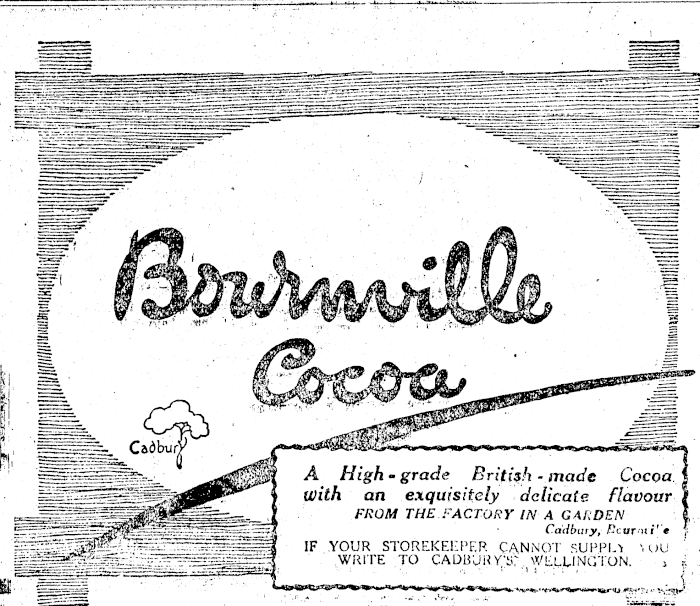 Bournville
Cocoa
Cadbury
A High-grade British-made Cocoa
with an exquisitely delicate flavour
FROM THE FACTORY IN A GARDEN
Cadbury, Bournville
IF YOUR STOREKEEPER CANNOT SUPPLY YOU
WRITE TO CADBURY'S, WELLINGTON.